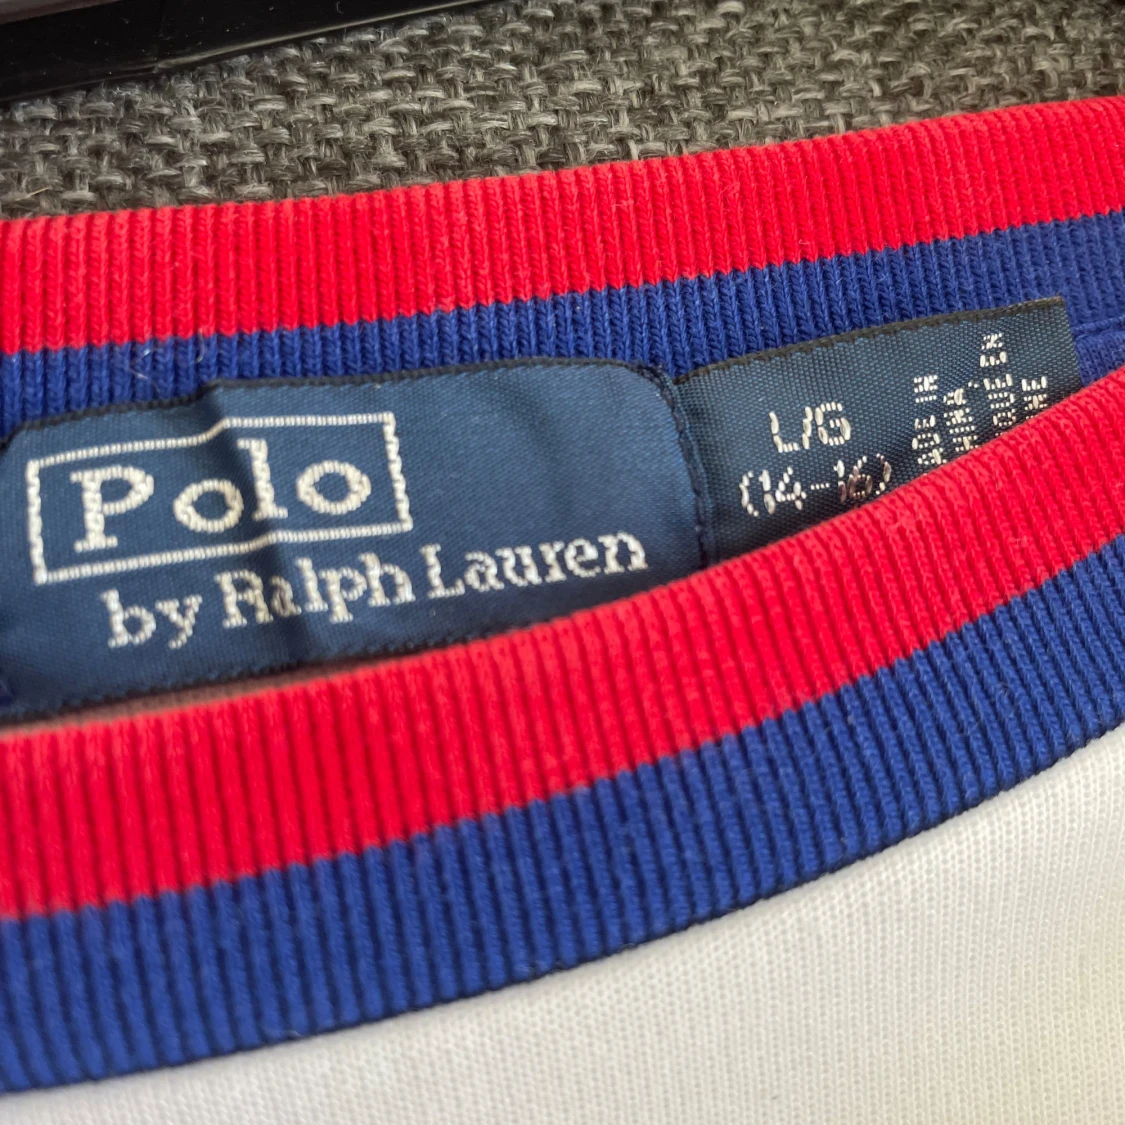 Polo
by Ralph Lauren
L/G
(14-16)